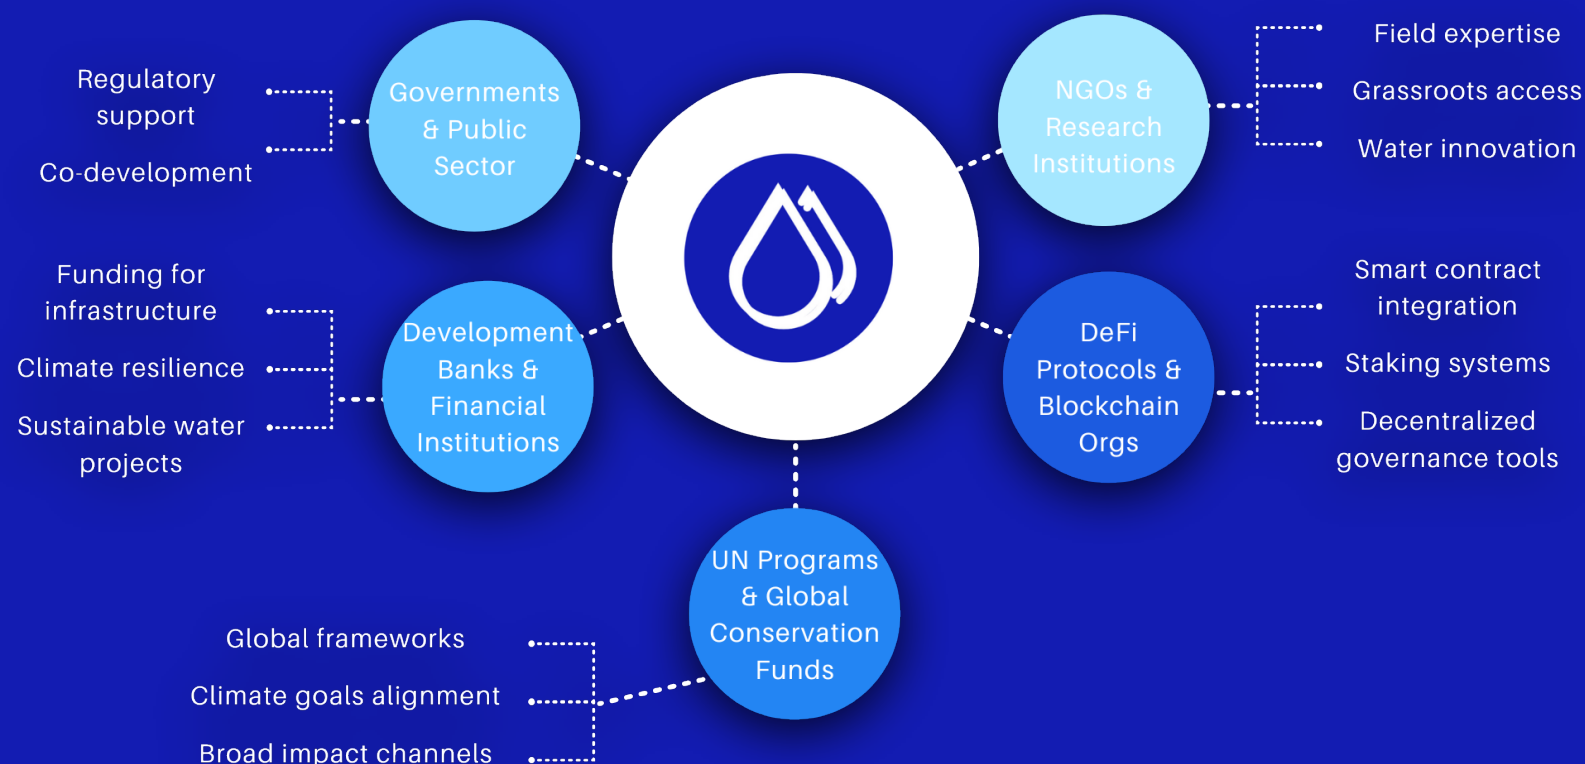 Regulatory
support
Co-development
Governments
& Public
Sector
NGOs &
Research
Institutions
Field expertise
Grassroots access
Water innovation
Funding for
infrastructure
Climate resilience
Sustainable water
projects
Development
Banks &
Financial
Institutions
DeFi
Protocols &
Blockchain
Orgs
Smart contract
integration
Staking systems
Decentralized
governance tools
UN Programs
& Global
Conservation
Funds
Global frameworks
Climate goals alignment
Broad impact channels